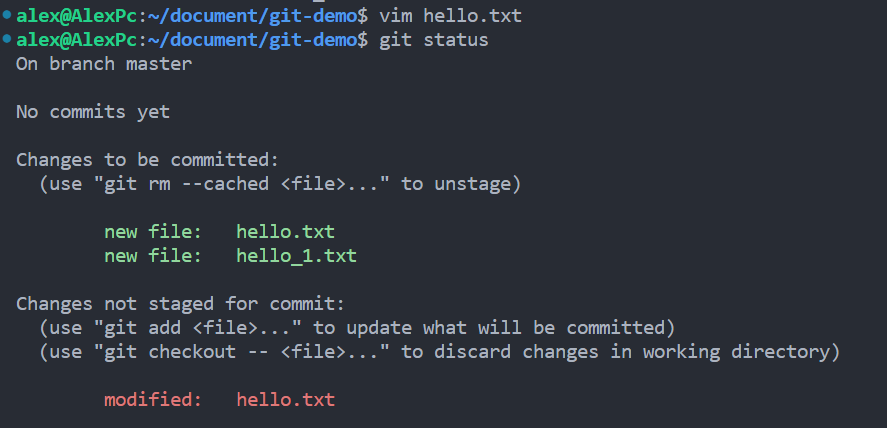 alex@AlexPc:~/document/git-demo$ vim hello.txt
alex@AlexPc:~/document/git-demo$ git status
On branch master
No commits yet
Changes to be committed:
(use "git rm --cached <file>..." to unstage)
new file:   hello.txt
new file:   hello_1.txt
Changes not staged for commit:
(use "git add <file>..." to update what will be committed)
(use "git checkout -- <file>..." to discard changes in working directory)
modified:   hello.txt